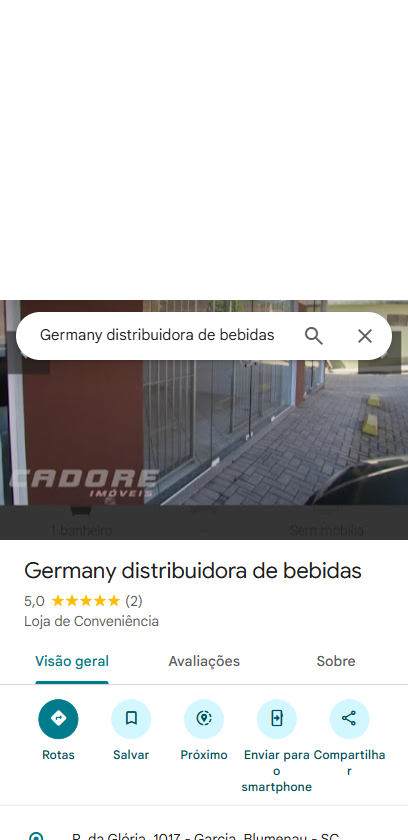 Germany distribuidora de bebidas
CADORE
IMÓVEIS
1 banheiro
Sem mobília
Germany distribuidora de bebidas
5,0 (2)
Loja de Conveniência
Visão geral Avaliações Sobre
Rotas Salvar Próximo Enviar para o smartphone Compartilhar
R. da Glória, 1017 - Garcia, Blumenau - SC,